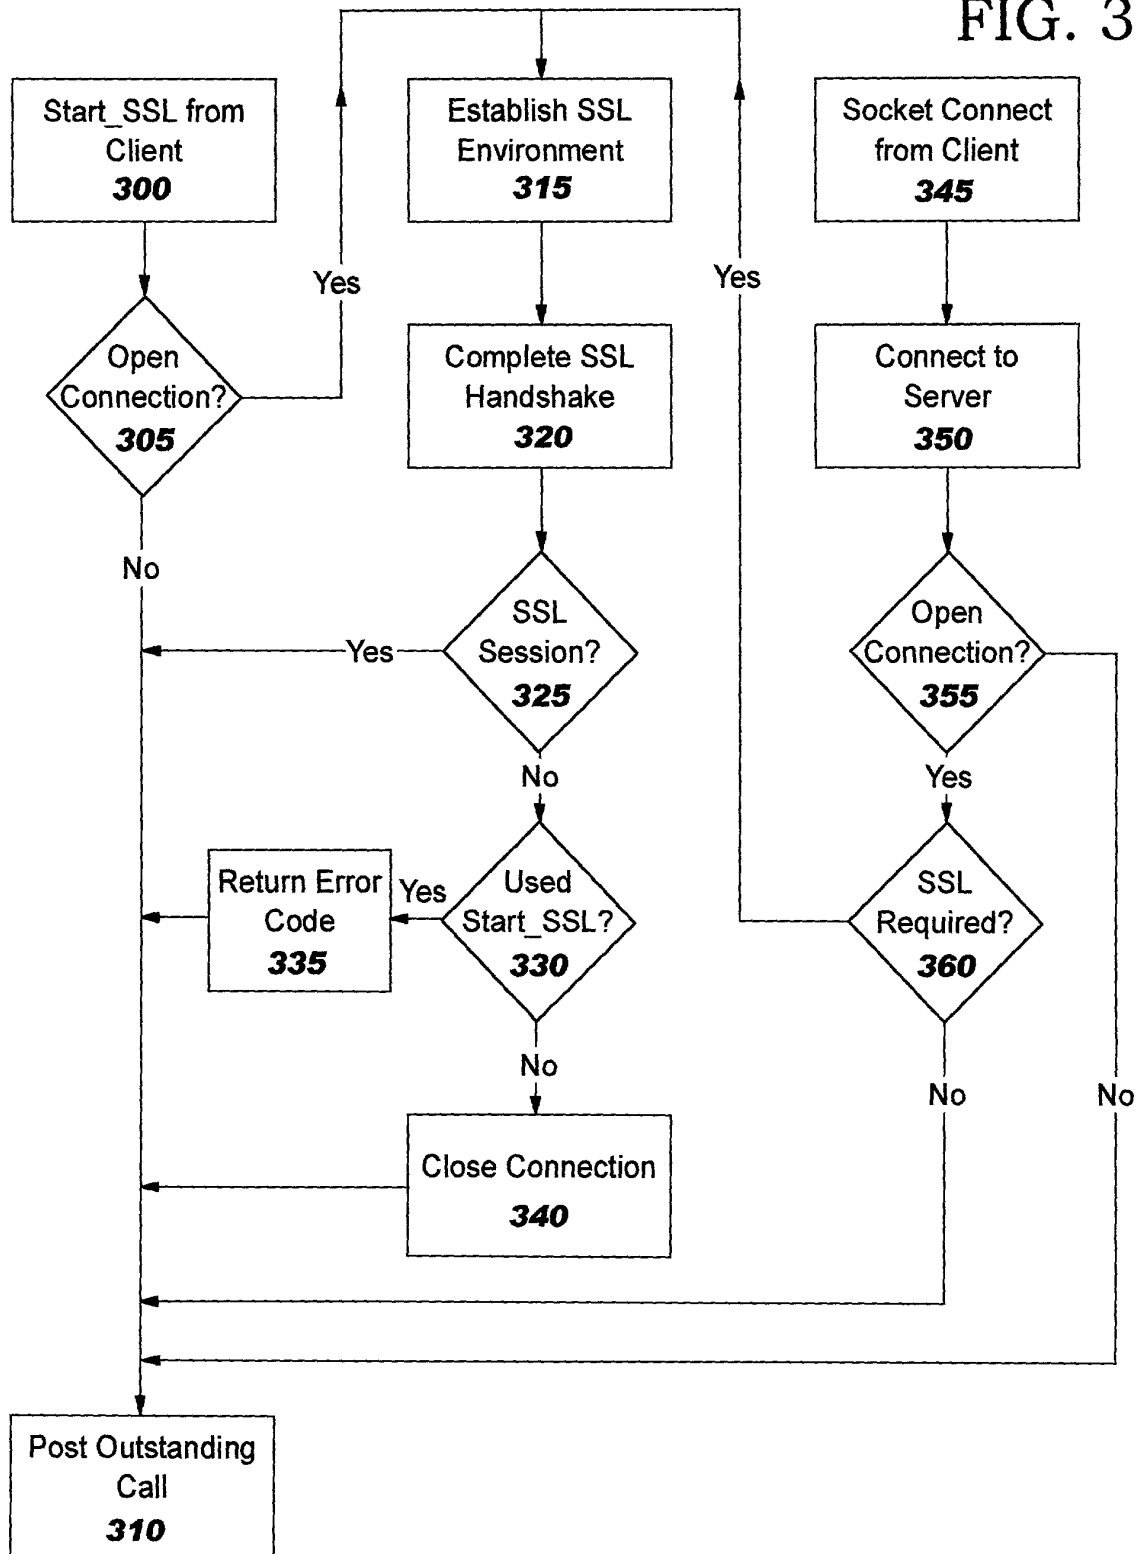 FIG. 3
Start_SSL from
Client
300
Establish SSL
Environment
315
Socket Connect
from Client
345
Yes
Yes
Open
Connection?
305
Complete SSL
Handshake
320
Connect to
Server
350
No
SSL
Session?
325
Yes
Open
Connection?
355
No
Yes
Return Error
Code
335
Yes
Used
Start_SSL?
330
SSL
Required?
360
No
No
No
Close Connection
340
Post Outstanding
Call
310